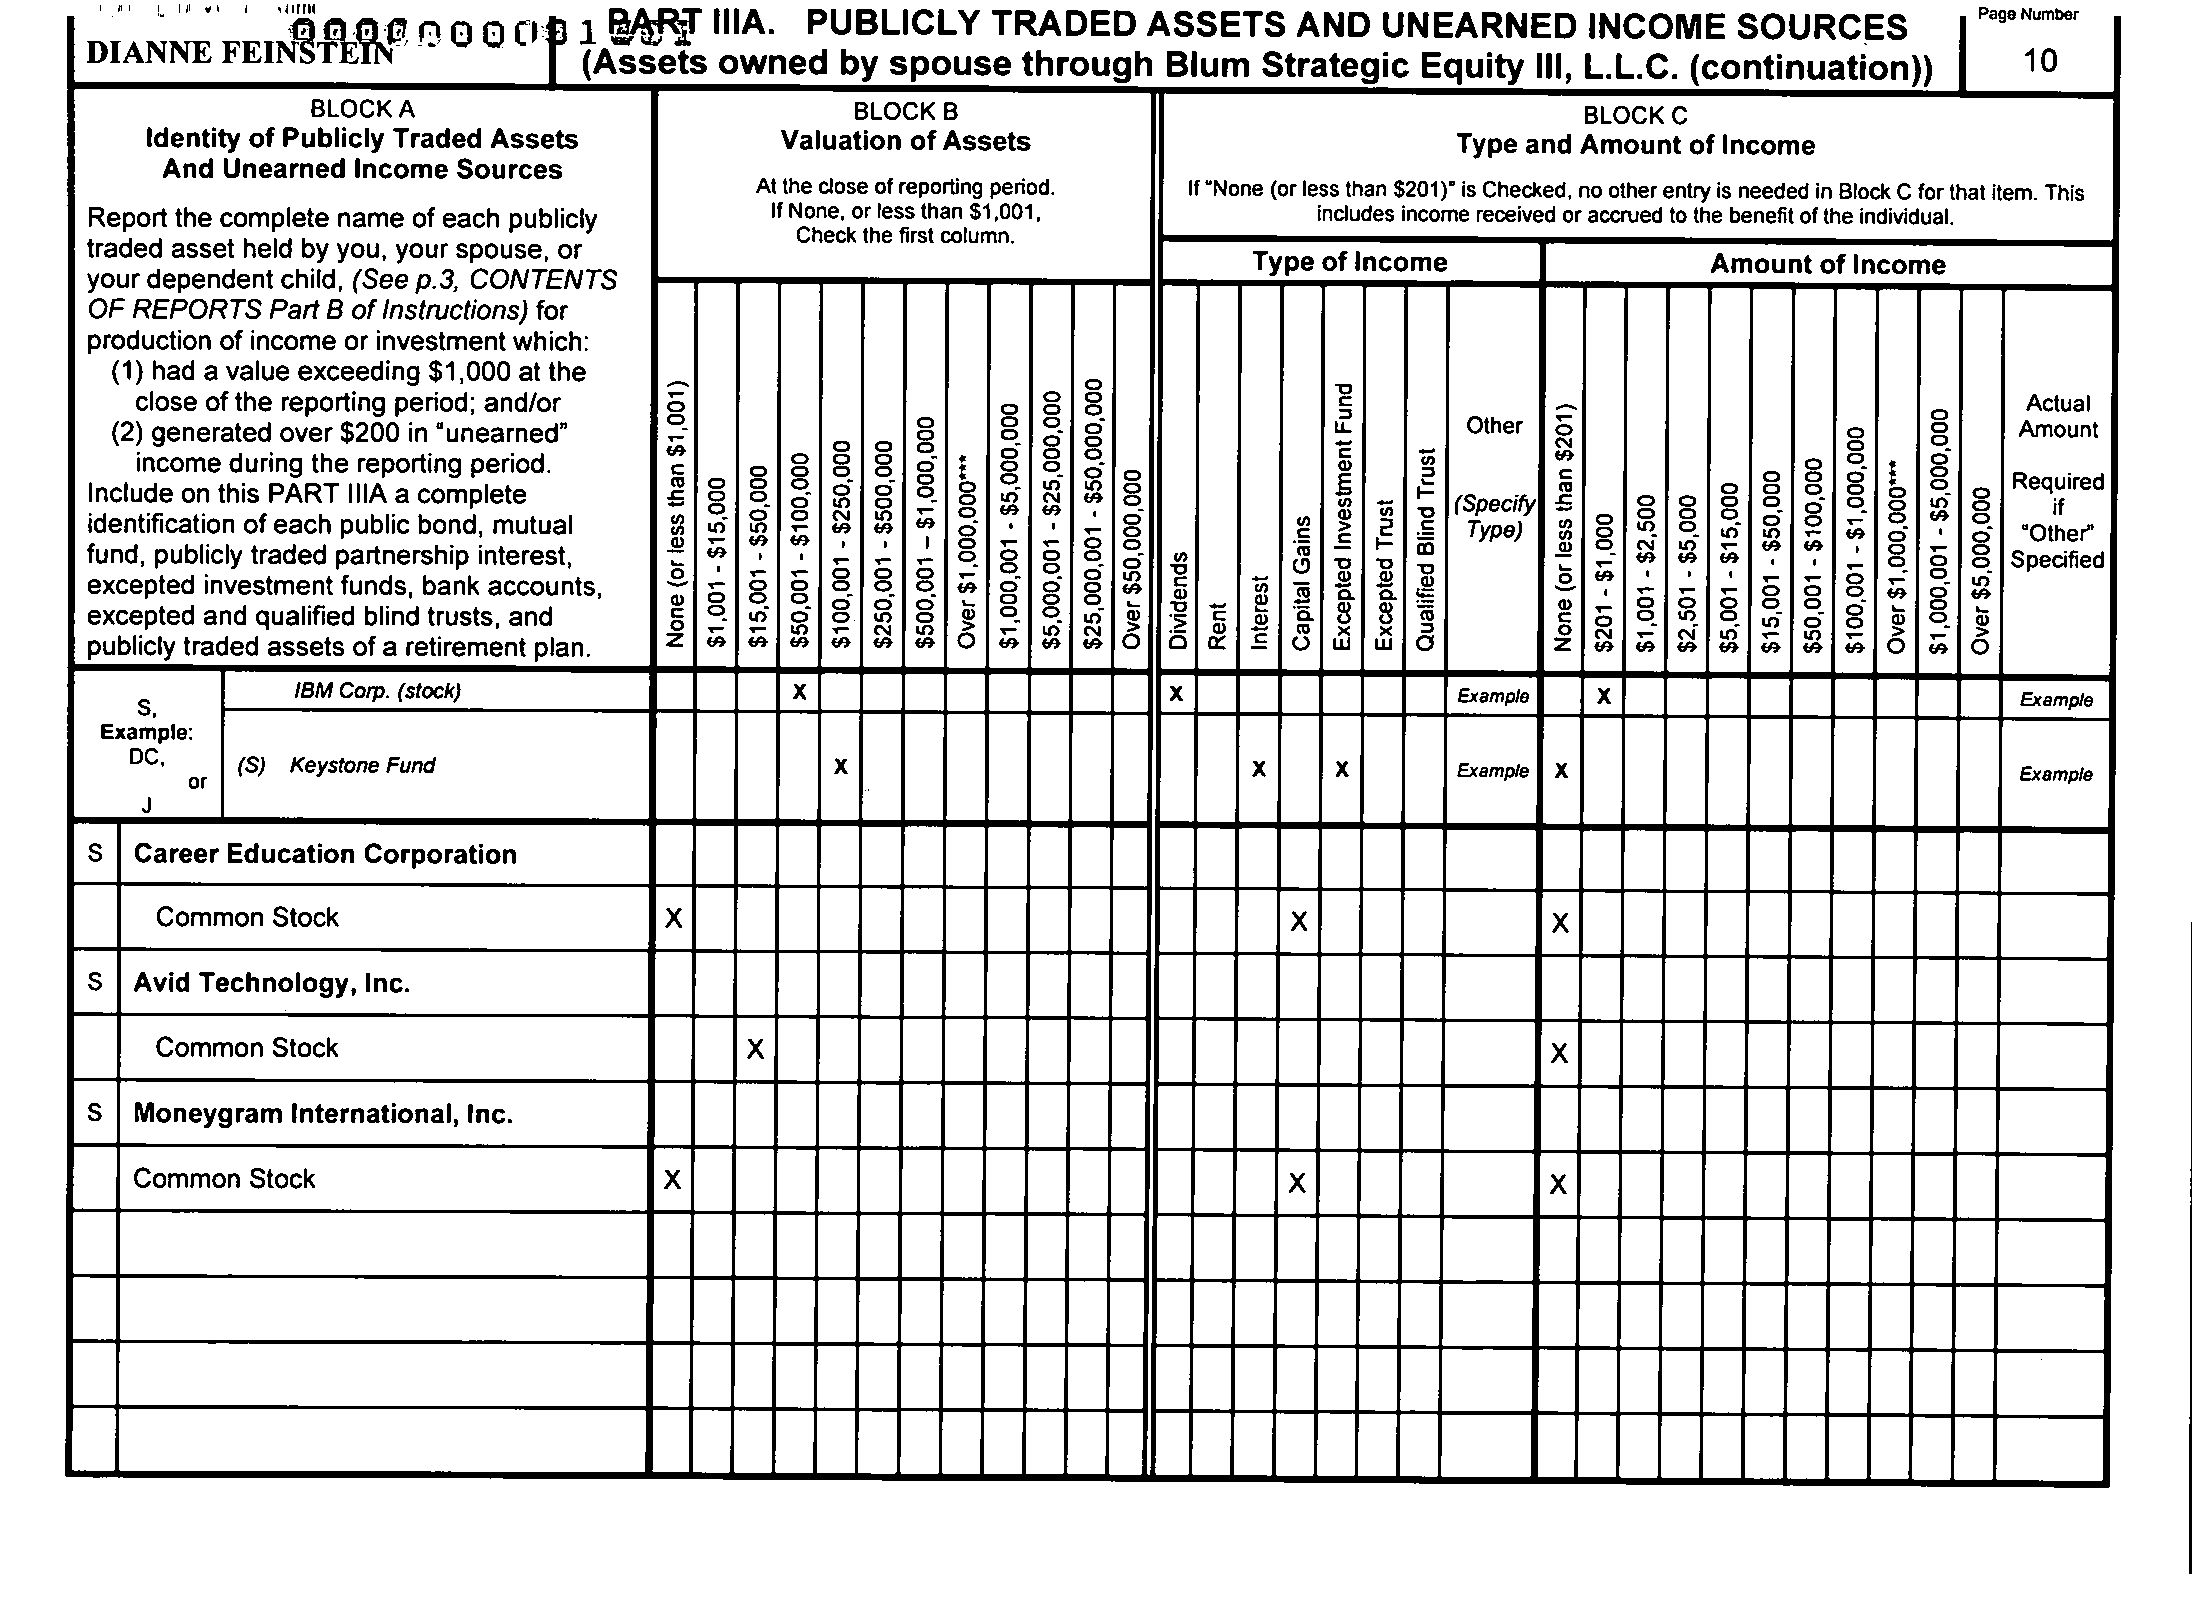 DIANNE FEINSTEIN
PART IIIA. PUBLICLY TRADED ASSETS AND UNEARNED INCOME SOURCES
(Assets owned by spouse through Blum Strategic Equity III, L.L.C. (continuation))
Page Number
10
BLOCK A
Identity of Publicly Traded Assets
And Unearned Income Sources
Report the complete name of each publicly
traded asset held by you, your spouse, or
your dependent child, (See p.3, CONTENTS
OF REPORTS Part B of Instructions) for
production of income or investment which:
(1) had a value exceeding $1,000 at the
close of the reporting period; and/or
(2) generated over $200 in "unearned"
income during the reporting period.
Include on this PART IIIA a complete
identification of each public bond, mutual
fund, publicly traded partnership interest,
excepted investment funds, bank accounts,
excepted and qualified blind trusts, and
publicly traded assets of a retirement plan.
BLOCK B
Valuation of Assets
At the close of reporting period.
If None, or less than $1,001,
Check the first column.
None (or less than $1,001)
$1,001 - $15,000
$15,001 - $50,000
$50,001 - $100,000
$100,001 - $250,000
$250,001 - $500,000
$500,001 – $1,000,000
Over $1,000,000***
$1,000,001 - $5,000,000
$5,000,001 - $25,000,000
$25,000,001 - $50,000,000
Over $50,000,000
BLOCK C
Type and Amount of Income
If "None (or less than $201)" is Checked, no other entry is needed in Block C for that item. This
includes income received or accrued to the benefit of the individual.
Type of Income
Dividends
Rent
Interest
Capital Gains
Excepted Investment Fund
Excepted Trust
Qualified Blind Trust
Other
(Specify
Type)
Amount of Income
None (or less than $201)
$201 - $1,000
$1,001 - $2,500
$2,501 - $5,000
$5,001 - $15,000
$15,001 - $50,000
$50,001 - $100,000
$100,001 - $1,000,000
Over $1,000,000***
$1,000,001 - $5,000,000
Over $5,000,000
Actual
Amount
Required
if
"Other"
Specified
S,
Example:
DC,
or
J
IBM Corp. (stock) X X Example X Example
(S) Keystone Fund X X X Example X Example
S Career Education Corporation
Common Stock X X X
S Avid Technology, Inc.
Common Stock X X
S Moneygram International, Inc.
Common Stock X X X